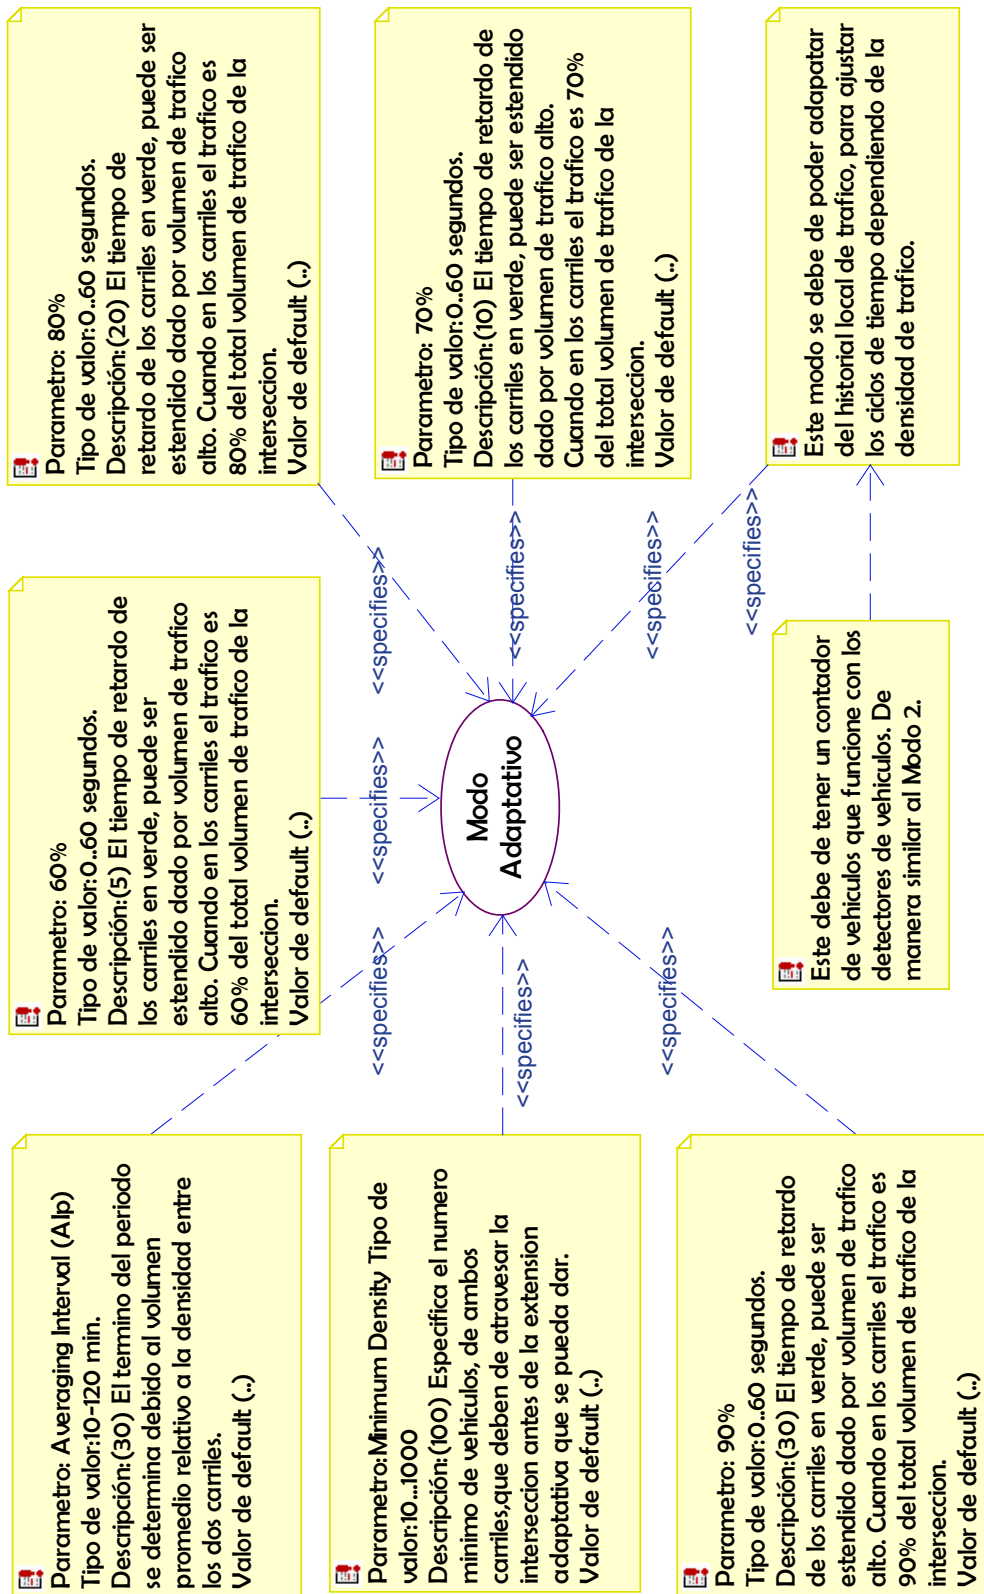 Parametro: Averaging Interval (AIp)
Tipo de valor:10-120 min.
Descripción:(30) El termino del periodo
se determina debido al volumen
promedio relativo a la densidad entre
los dos carriles.
Valor de default (..)
Parametro: 60%
Tipo de valor:0..60 segundos.
Descripción:(5) El tiempo de retardo de
los carriles en verde, puede ser
estendido dado por volumen de trafico
alto. Cuando en los carriles el trafico es
60% del total volumen de trafico de la
interseccion.
Valor de default (..)
Parametro: 80%
Tipo de valor:0..60 segundos.
Descripción:(20) El tiempo de
retardo de los carriles en verde, puede ser
estendido dado por volumen de trafico
alto. Cuando en los carriles el trafico es
80% del total volumen de trafico de la
interseccion.
Valor de default (..)
<<specifies>>
<<specifies>>
<<specifies>>
Parametro:Minimum Density Tipo de
valor:10...1000
Descripción:(100) Especifica el numero
minimo de vehiculos, de ambos
carriles,que deben de atravesar la
interseccion antes de la extension
adaptativa que se pueda dar.
Valor de default (..)
<<specifies>>
Modo
Adaptativo
<<specifies>>
Parametro: 70%
Tipo de valor:0..60 segundos.
Descripción:(10) El tiempo de retardo de
los carriles en verde, puede ser estendido
dado por volumen de trafico alto.
Cuando en los carriles el trafico es 70%
del total volumen de trafico de la
interseccion.
Valor de default (..)
<<specifies>>
<<specifies>>
<<specifies>>
Parametro: 90%
Tipo de valor:0..60 segundos.
Descripción:(30) El tiempo de retardo
de los carriles en verde, puede ser
estendido dado por volumen de trafico
alto. Cuando en los carriles el trafico es
90% del total volumen de trafico de la
interseccion.
Valor de default (..)
Este debe de tener un contador
de vehiculos que funcione con los
detectores de vehiculos. De
manera similar al Modo 2.
Este modo se debe de poder adapatar
del historial local de trafico, para ajustar
los ciclos de tiempo dependiendo de la
densidad de trafico.